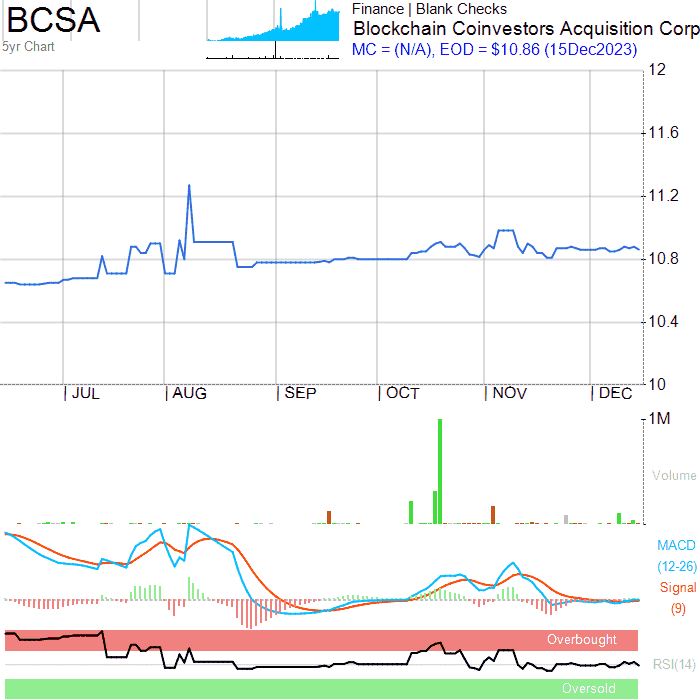 BCSA
5yr Chart
Finance | Blank Checks
Blockchain Coinvestors Acquisition Corp
MC = (N/A), EOD = $10.86 (15Dec2023)
12
11.6
11.2
10.8
10.4
10
JUL AUG SEP OCT NOV DEC
1M
Volume
MACD
(12-26)
Signal
(9)
Overbought
RSI(14)
Oversold